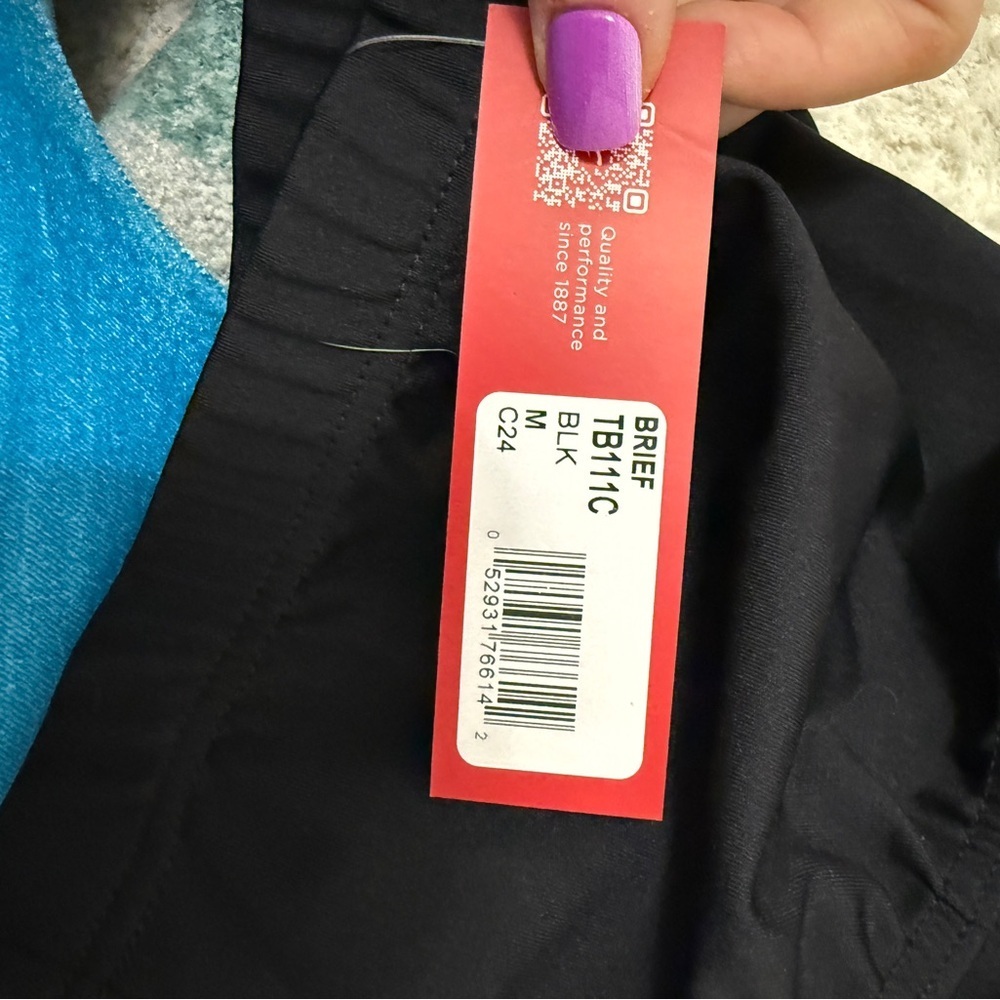 Quality and
performance
since 1887
BRIEF
TB111C
BLK
M
C24
0 52931 76614 2